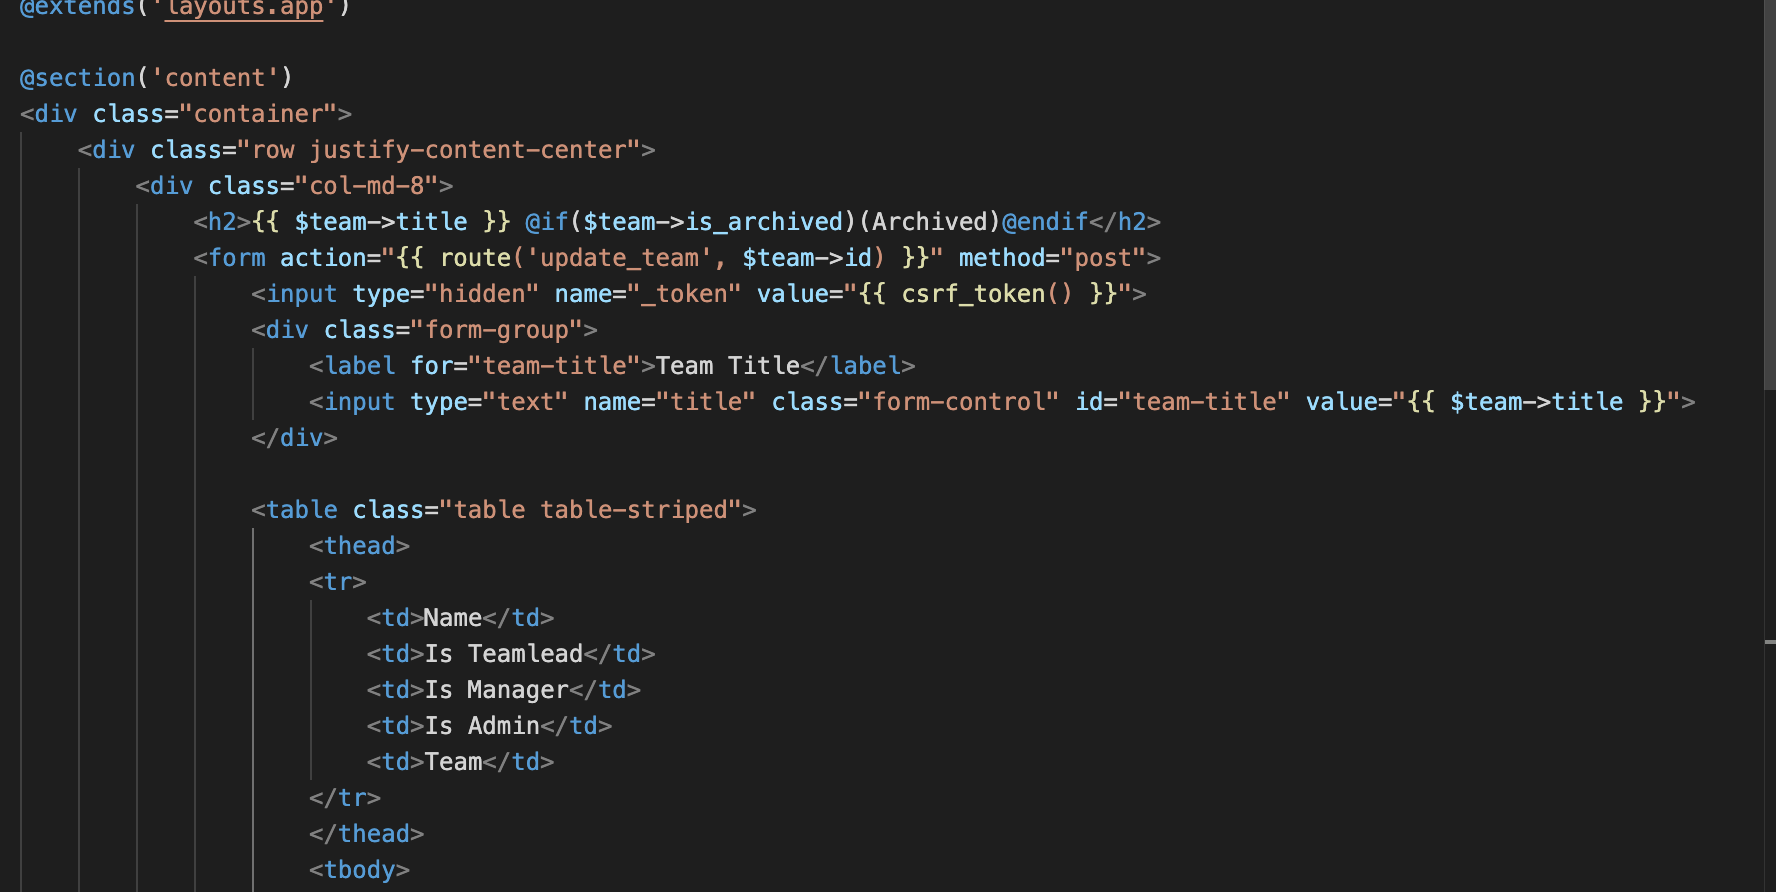 @extends('layouts.app')

@section('content')
<div class="container">
    <div class="row justify-content-center">
        <div class="col-md-8">
            <h2>{{ $team->title }} @if($team->is_archived)(Archived)@endif</h2>
            <form action="{{ route('update_team', $team->id) }}" method="post">
                <input type="hidden" name="_token" value="{{ csrf_token() }}">
                <div class="form-group">
                    <label for="team-title">Team Title</label>
                    <input type="text" name="title" class="form-control" id="team-title" value="{{ $team->title }}">
                </div>

                <table class="table table-striped">
                    <thead>
                    <tr>
                        <td>Name</td>
                        <td>Is Teamlead</td>
                        <td>Is Manager</td>
                        <td>Is Admin</td>
                        <td>Team</td>
                    </tr>
                    </thead>
                    <tbody>